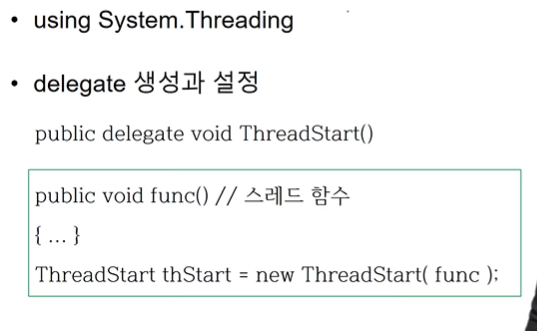 • using System.Threading
• delegate 생성과 설정
public delegate void ThreadStart()
public void func() // 스레드 함수
{ ... }
ThreadStart thStart = new ThreadStart( func );